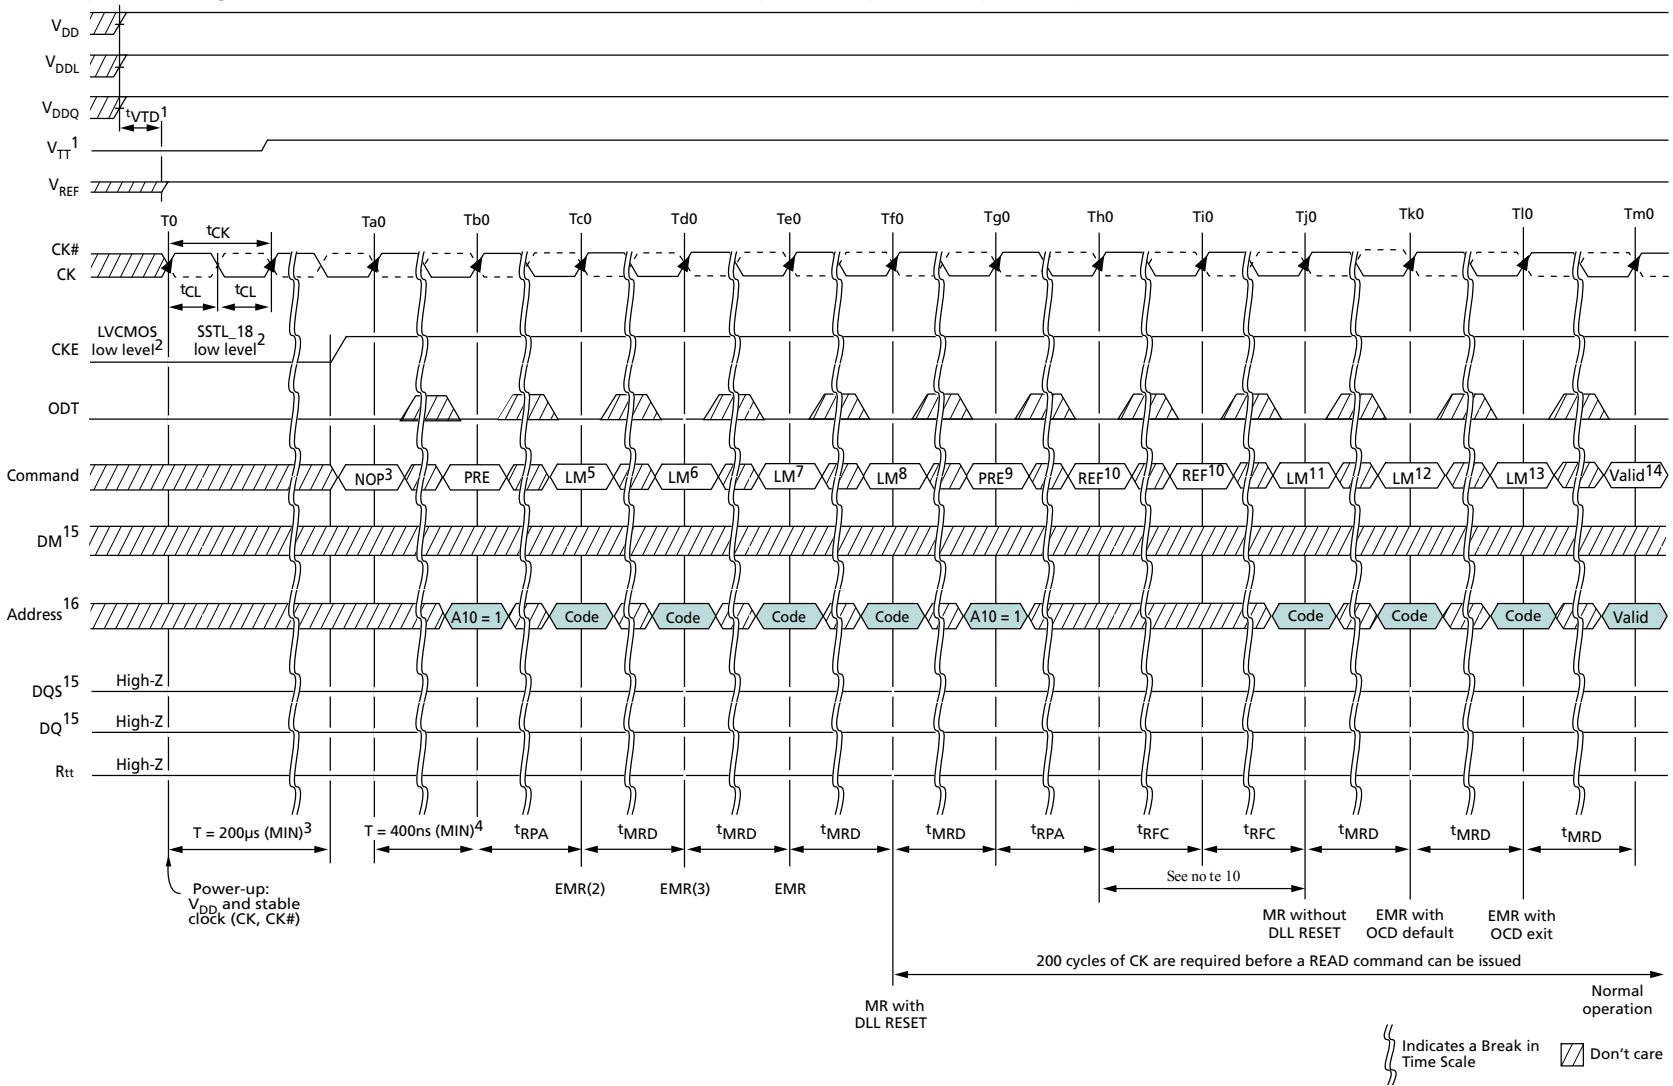 VDD
VDDL
VDDQ
tVTD1
VTT1
VREF
T0 Ta0 Tb0 Tc0 Td0 Te0 Tf0 Tg0 Th0 Ti0 Tj0 Tk0 Tl0 Tm0
tCK
CK#
CK
tCL tCL
LVCMOS
low level2
SSTL_18
low level2
CKE
ODT
Command NOP3 PRE LM5 LM6 LM7 LM8 PRE9 REF10 REF10 LM11 LM12 LM13 Valid14
DM15
Address16 A10 = 1 Code Code Code Code A10 = 1 Code Code Code Valid
DQS15 High-Z
DQ15 High-Z
Rtt High-Z
T = 200µs (MIN)3 T = 400ns (MIN)4 tRPA tMRD tMRD tMRD tMRD tRPA tRFC tRFC tMRD tMRD tMRD
See note 10
Power-up:
VDD and stable
clock (CK, CK#)
EMR(2) EMR(3) EMR
MR without
DLL RESET
EMR with
OCD default
EMR with
OCD exit
200 cycles of CK are required before a READ command can be issued
MR with
DLL RESET
Normal
operation
Indicates a Break in
Time Scale
Don't care